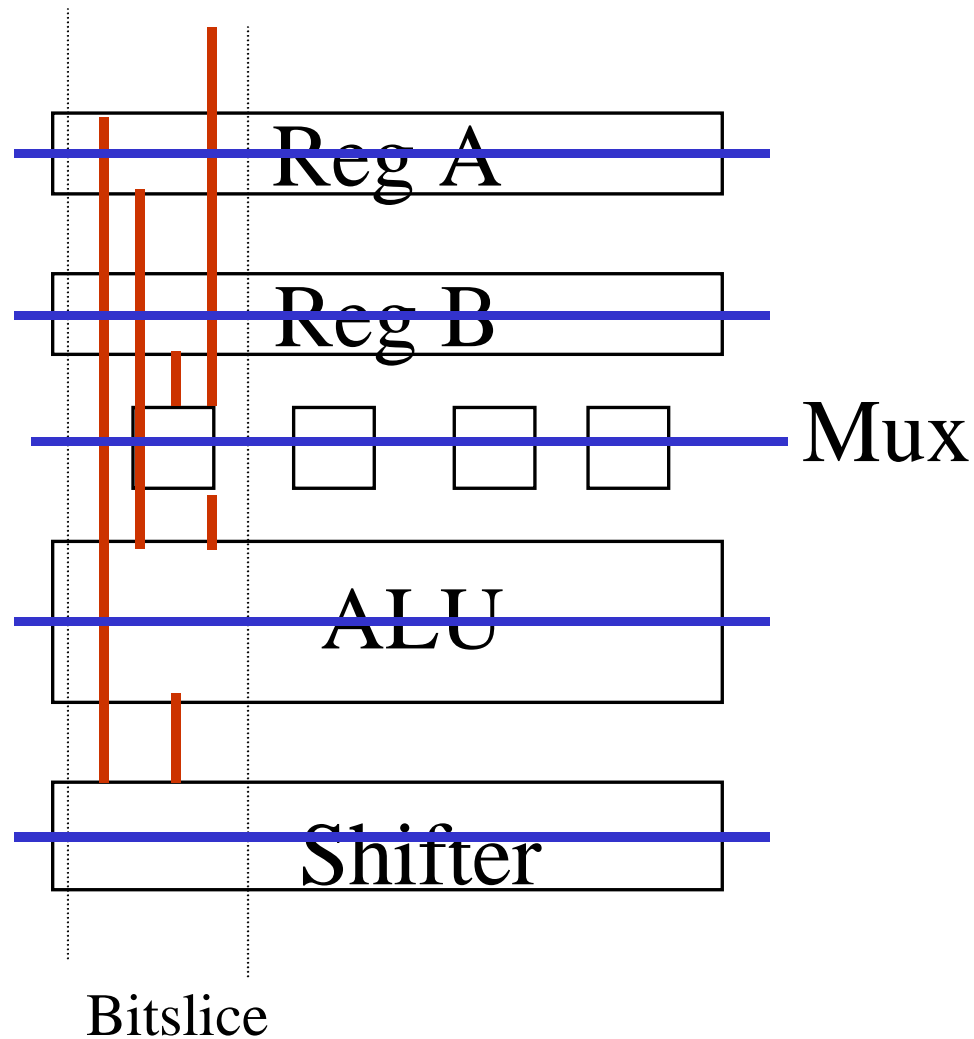 Reg A
Reg B
Mux
ALU
Shifter
Bitslice